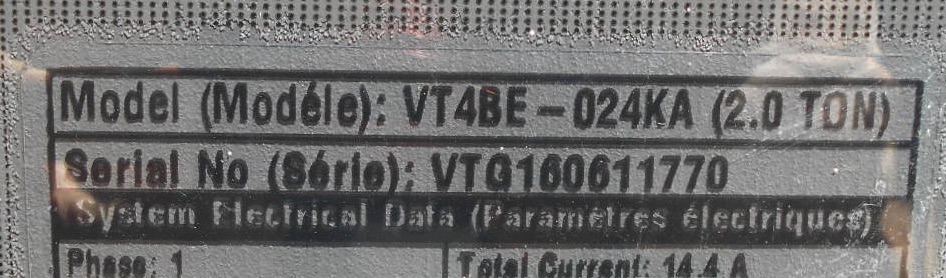 Model (Modéle): VT4BE-024KA (2.0 TON)
Serial No (Série): VTG160611770
System Electrical Data (Paramétres électriques)
Phase: 1
Total Current: 14.4 A